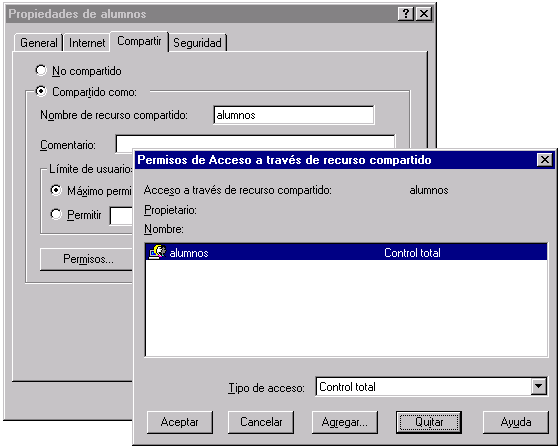 Propiedades de alumnos
General Internet Compartir Seguridad
No compartido
Compartido como:
Nombre de recurso compartido: alumnos
Comentario:
Límite de usuario
Máximo permi
Permitir
Permisos...
Permisos de Acceso a través de recurso compartido
Acceso a través de recurso compartido: alumnos
Propietario:
Nombre:
alumnos Control total
Tipo de acceso: Control total
Aceptar Cancelar Agregar... Quitar Ayuda